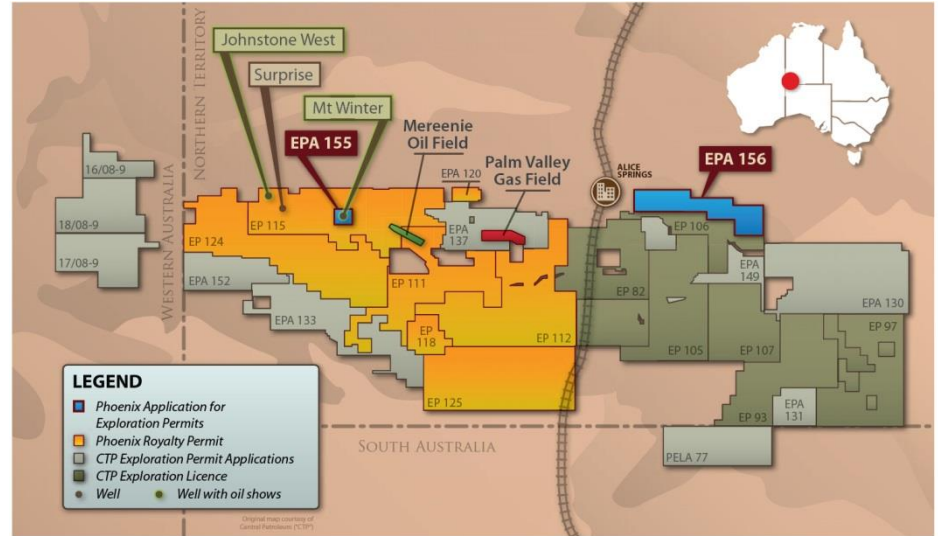 Johnstone West
Surprise
Mt Winter
EPA 155
Mereenie
Oil Field
EPA 120
Palm Valley
Gas Field
ALICE
SPRINGS
EPA 156
NORTHERN TERRITORY
WESTERN AUSTRALIA
16/08-9
18/08-9
17/08-9
EP 124
EP 115
EPA
137
EP 106
EPA
149
EPA 152
EP 111
EP 82
EPA 130
EPA 133
EP
118
EP 112
EP 105
EP 107
EP 97
EP 125
EP 93
EPA
131
SOUTH AUSTRALIA
PELA 77
LEGEND
Phoenix Application for
Exploration Permits
Phoenix Royalty Permit
CTP Exploration Permit Applications
CTP Exploration Licence
Well
Well with oil shows
Original map courtesy of
Central Petroleum ("CTP")